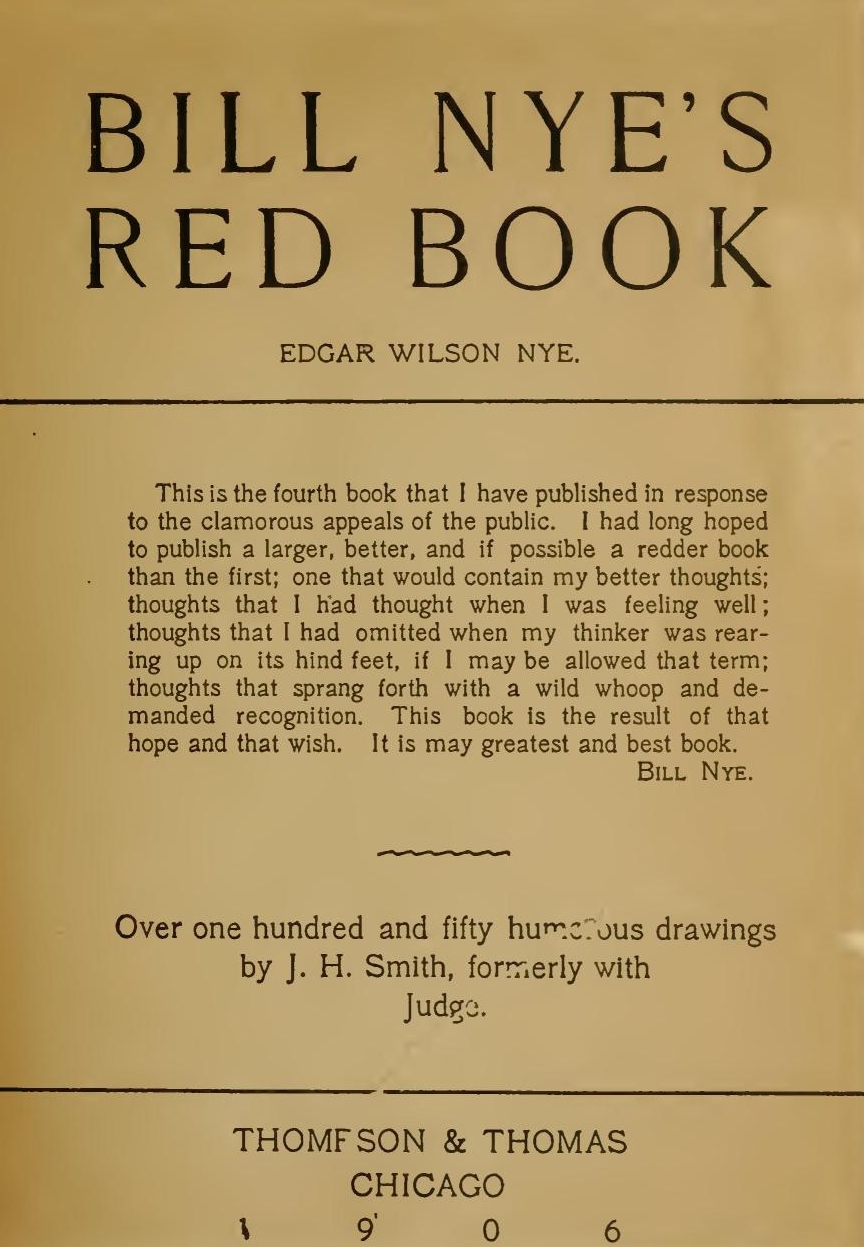 BILL NYE'S
RED BOOK
EDGAR WILSON NYE.
This is the fourth book that I have published in response
to the clamorous appeals of the public. I had long hoped
to publish a larger, better, and if possible a redder book
than the first; one that would contain my better thoughts;
thoughts that I had thought when I was feeling well;
thoughts that I had omitted when my thinker was rear-
ing up on its hind feet, if I may be allowed that term;
thoughts that sprang forth with a wild whoop and de-
manded recognition. This book is the result of that
hope and that wish. It is may greatest and best book.
BILL NYE.
Over one hundred and fifty humorous drawings
by J. H. Smith, formerly with
Judge.
THOMPSON & THOMAS
CHICAGO
1 9 0 6